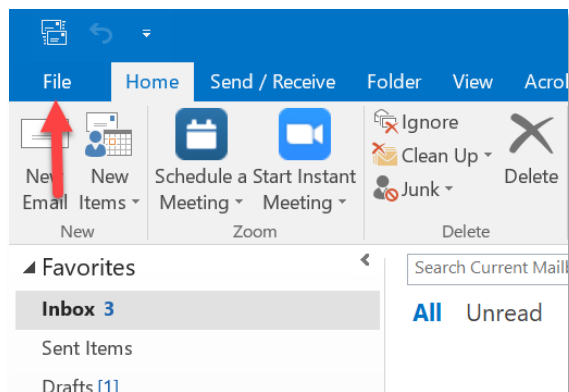 File Home Send / Receive Folder View
Ignore
Clean Up
Junk
New New Schedule a Start Instant Delete
Email Items Meeting Meeting
New Zoom Delete
Favorites Search Current
Inbox 3 All Unread
Sent Items
Drafts [1]